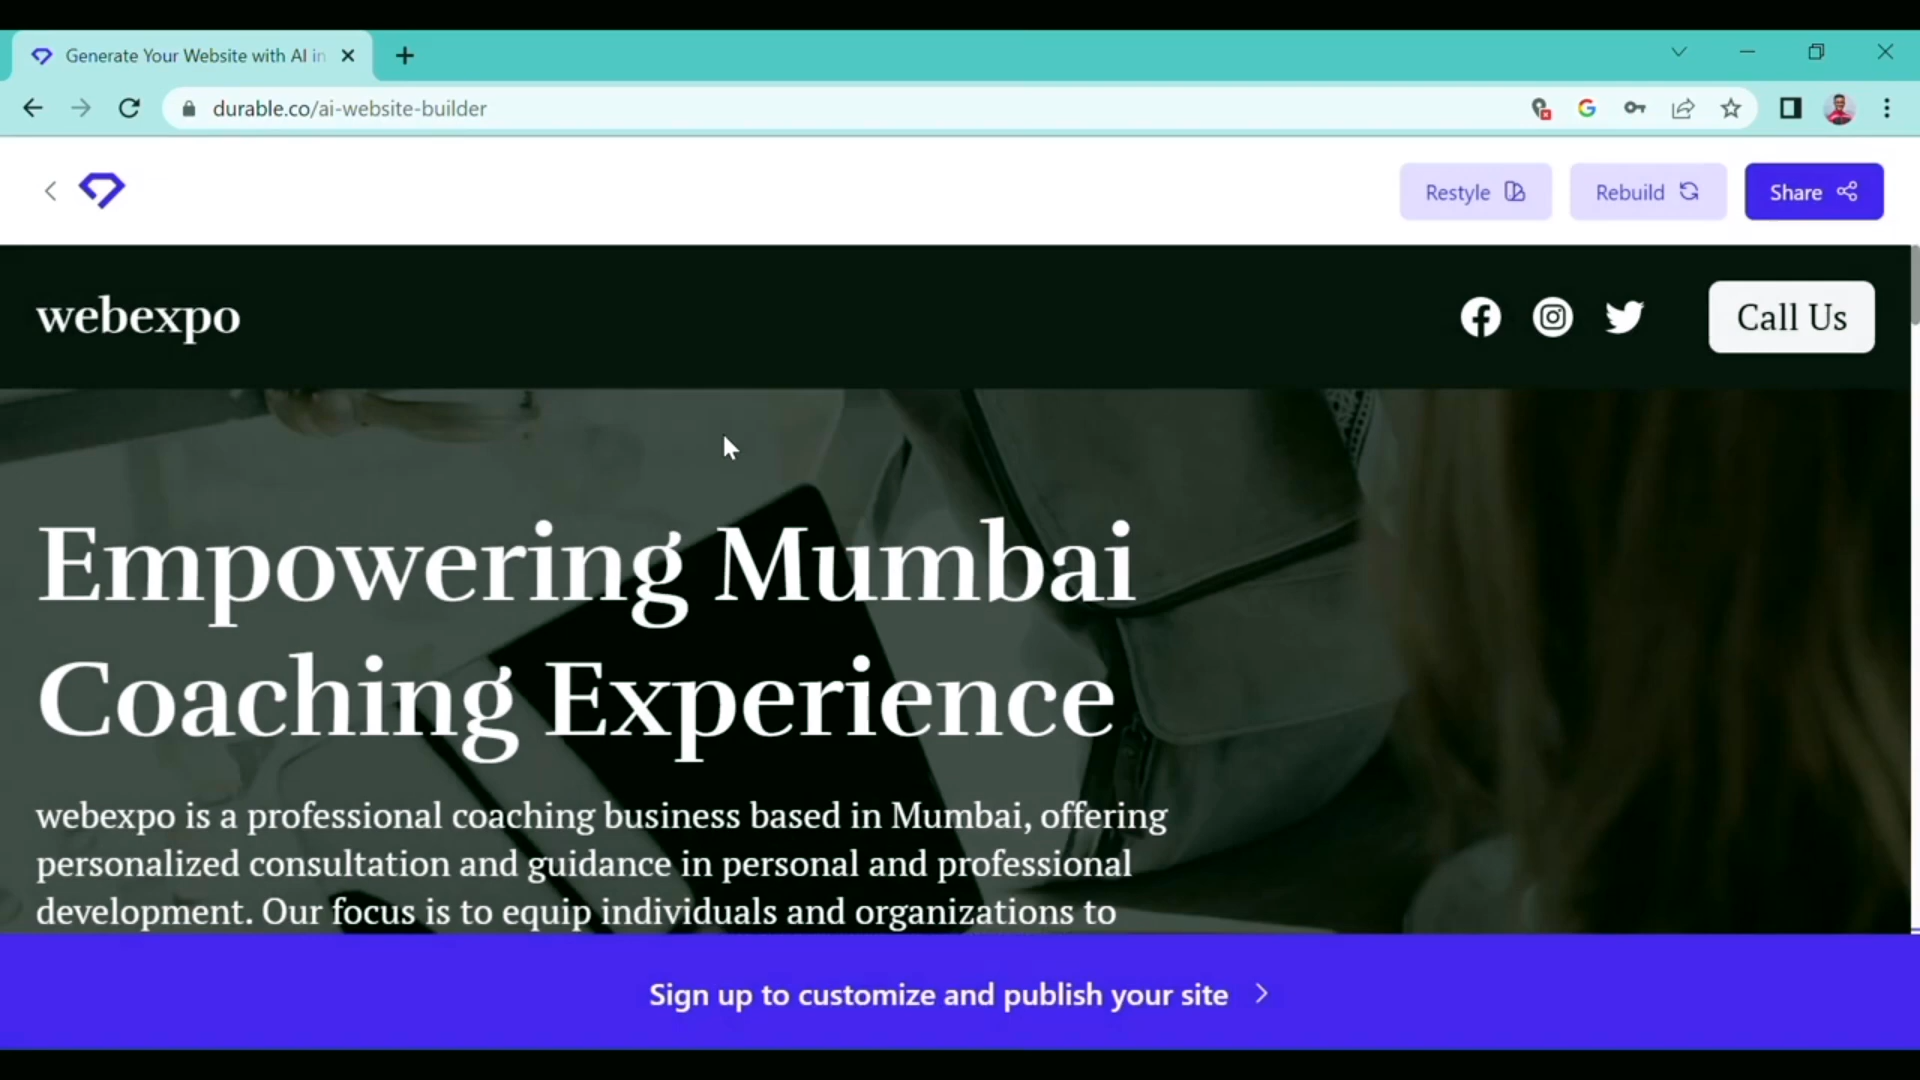 Generate Your Website with AI in
durable.co/ai-website-builder
Restyle
Rebuild
Share
webexpo
Call Us
Empowering Mumbai
Coaching Experience
webexpo is a professional coaching business based in Mumbai, offering
personalized consultation and guidance in personal and professional
development. Our focus is to equip individuals and organizations to
Sign up to customize and publish your site